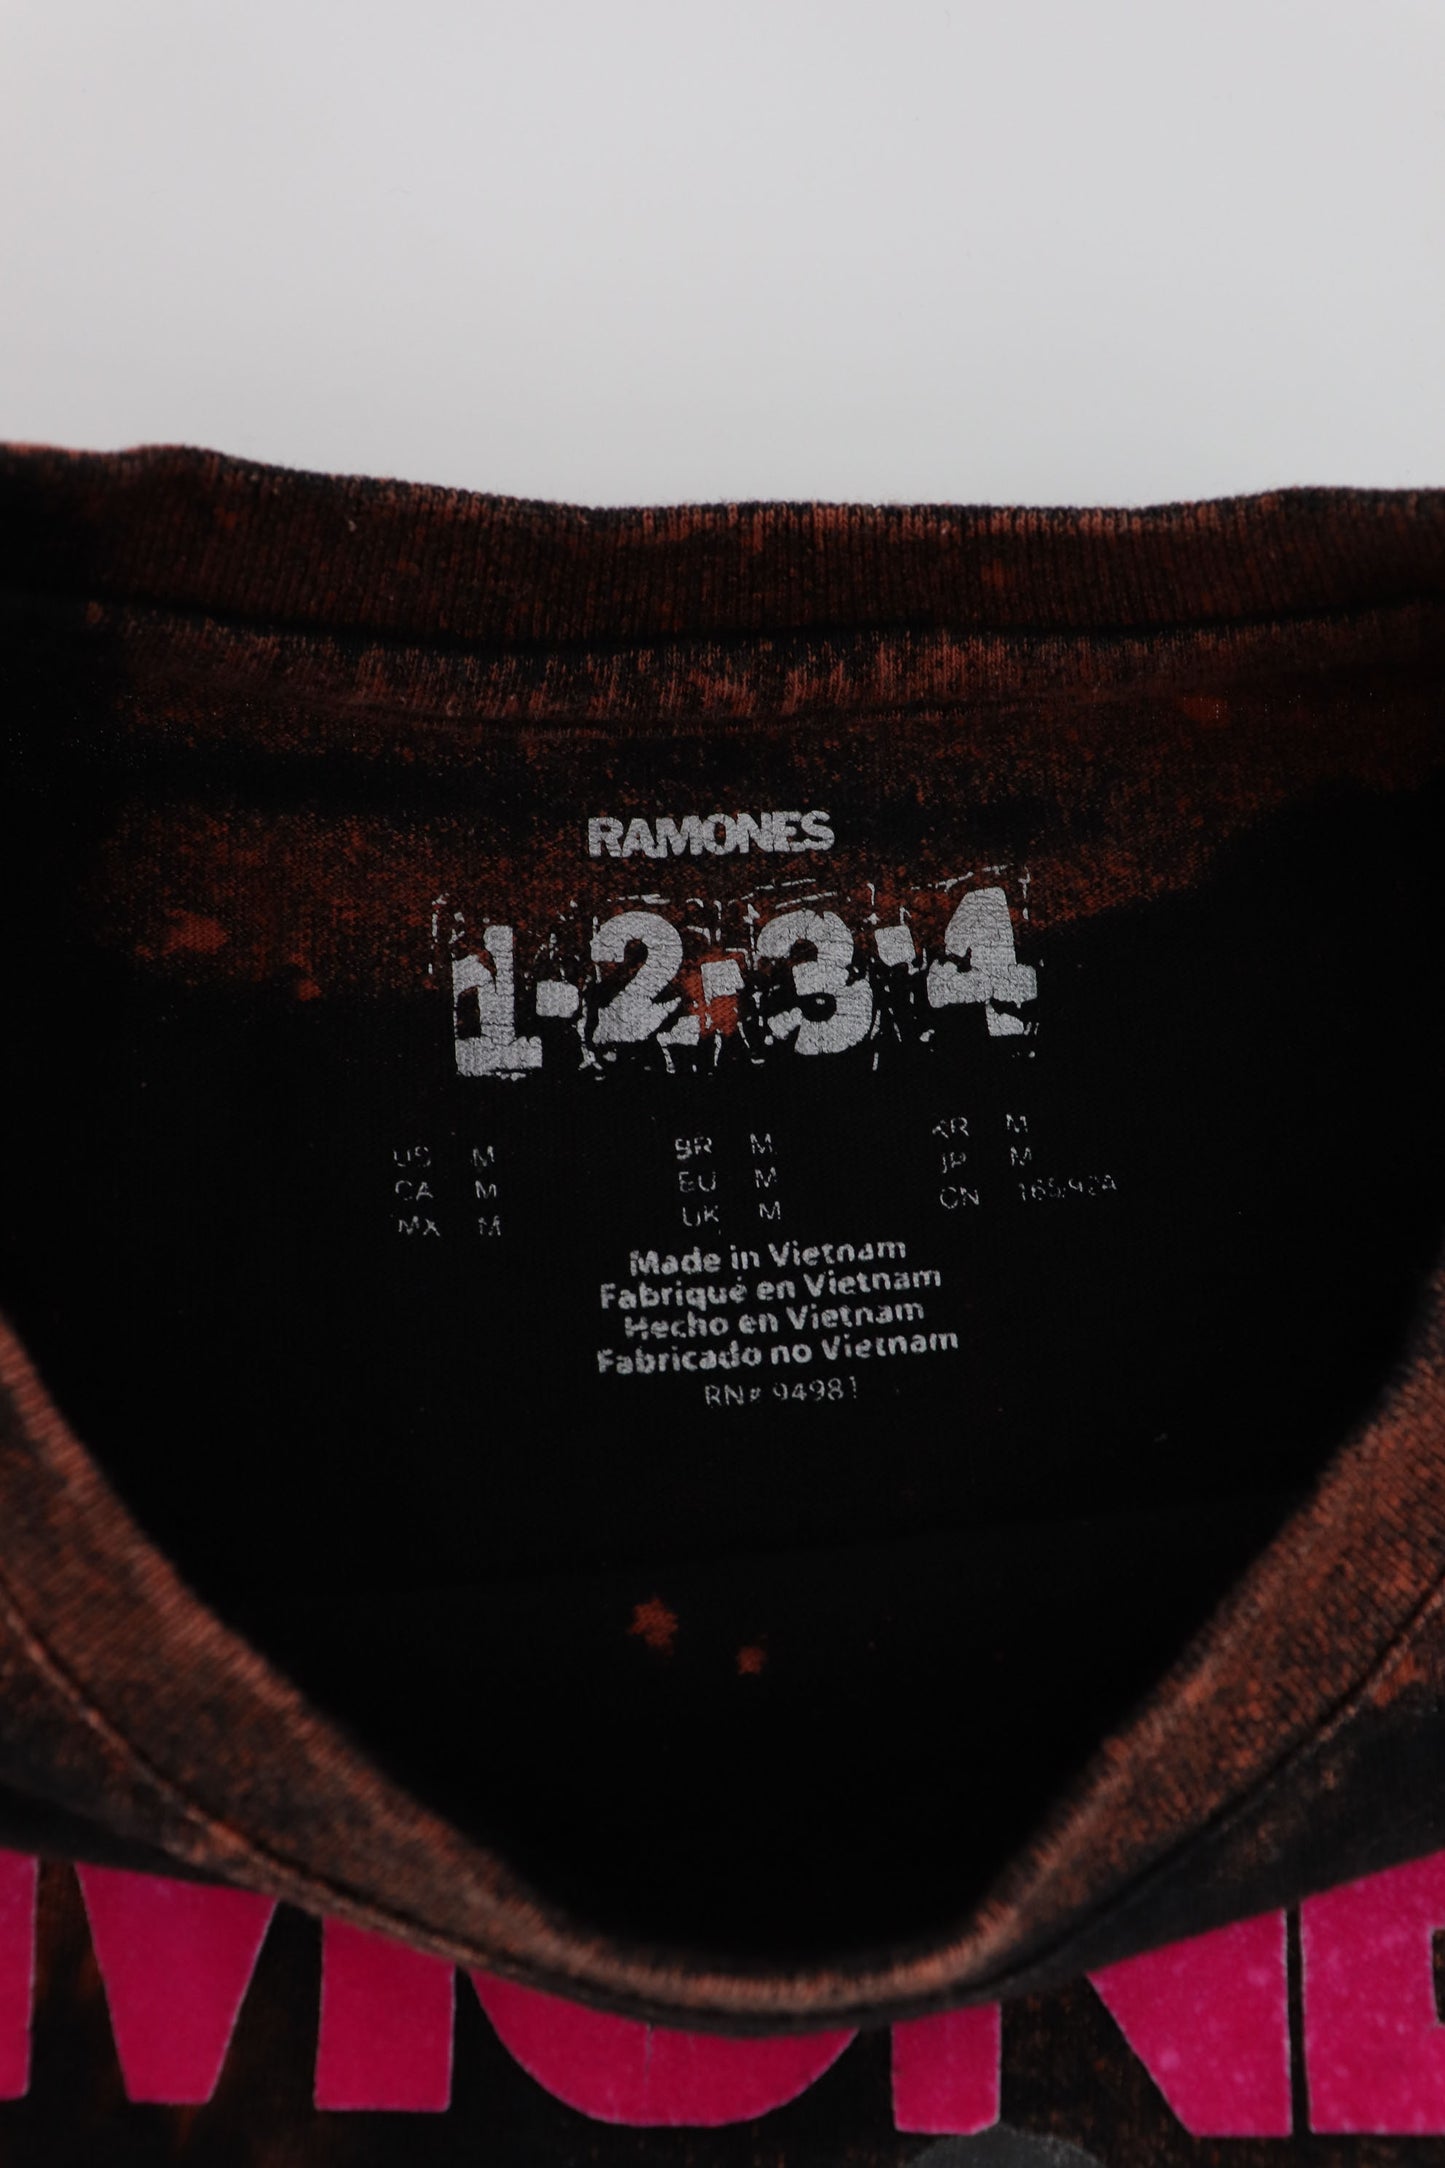 RAMONES
1·2·3·4
US M BR M KR M
CA M EU M JP M
MX M UK M CN 165/92A
Made in Vietnam
Fabriqué en Vietnam
Hecho en Vietnam
Fabricado no Vietnam
RN# 94981
MONE